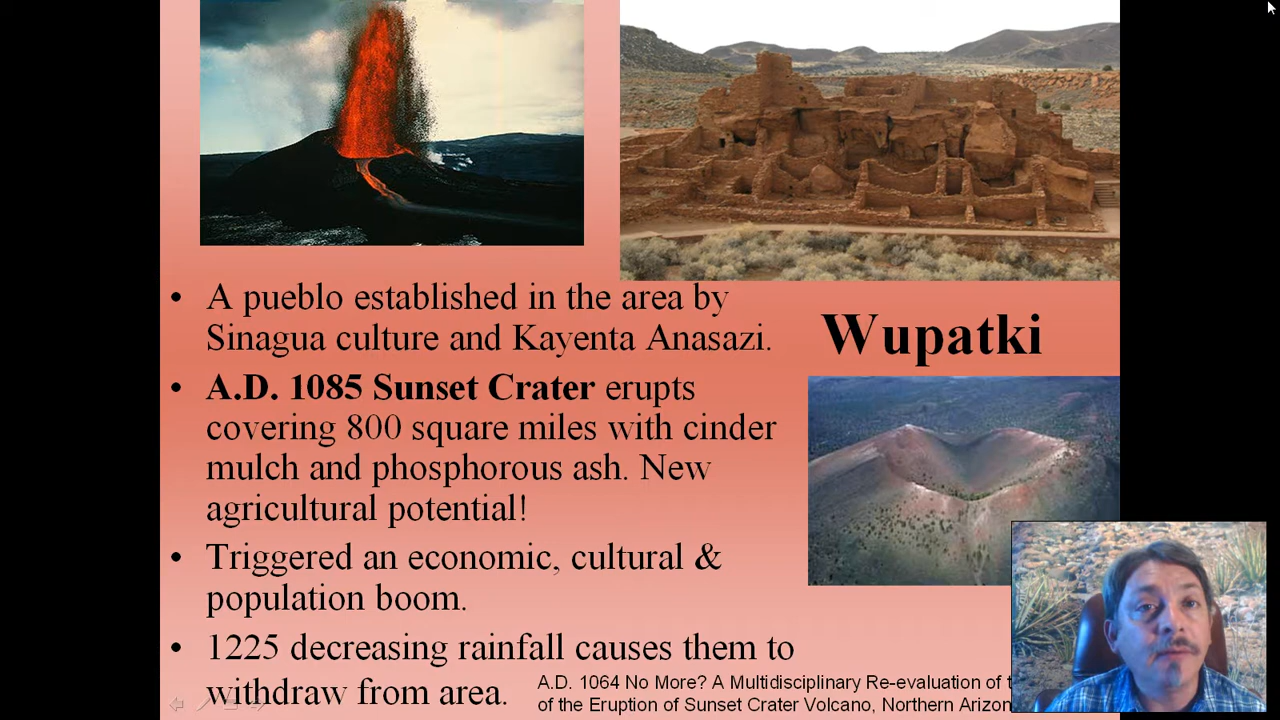 • A pueblo established in the area by
Sinagua culture and Kayenta Anasazi.
Wupatki
• A.D. 1085 Sunset Crater erupts
covering 800 square miles with cinder
mulch and phosphorous ash. New
agricultural potential!
• Triggered an economic, cultural &
population boom.
• 1225 decreasing rainfall causes them to
withdraw from area.
A.D. 1064 No More? A Multidisciplinary Re-evaluation of
of the Eruption of Sunset Crater Volcano, Northern